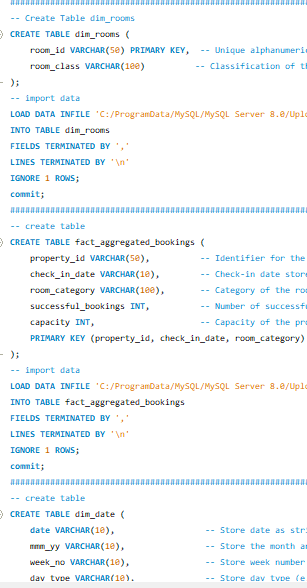 ############################################################
-- Create Table dim_rooms
CREATE TABLE dim_rooms (
room_id VARCHAR(50) PRIMARY KEY,  -- Unique alphanumeri
room_class VARCHAR(100)  -- Classification of th
);
-- import data
LOAD DATA INFILE 'C:/ProgramData/MySQL/MySQL Server 8.0/Uplo
INTO TABLE dim_rooms
FIELDS TERMINATED BY ','
LINES TERMINATED BY '\n'
IGNORE 1 ROWS;
commit;
############################################################
-- create table
CREATE TABLE fact_aggregated_bookings (
property_id VARCHAR(50),  -- Identifier for the
check_in_date VARCHAR(10),  -- Check-in date store
room_category VARCHAR(100),  -- Category of the roo
successful_bookings INT,  -- Number of successfu
capacity INT,  -- Capacity of the pro
PRIMARY KEY (property_id, check_in_date, room_category)
);
-- import data
LOAD DATA INFILE 'C:/ProgramData/MySQL/MySQL Server 8.0/Uplo
INTO TABLE fact_aggregated_bookings
FIELDS TERMINATED BY ','
LINES TERMINATED BY '\n'
IGNORE 1 ROWS;
commit;
############################################################
-- create table
CREATE TABLE dim_date (
date VARCHAR(10),  -- Store date as stri
mmm_yy VARCHAR(10),  -- Store the month an
week_no VARCHAR(10),  -- Store week number
day_type VARCHAR(10),  -- Store day type (e